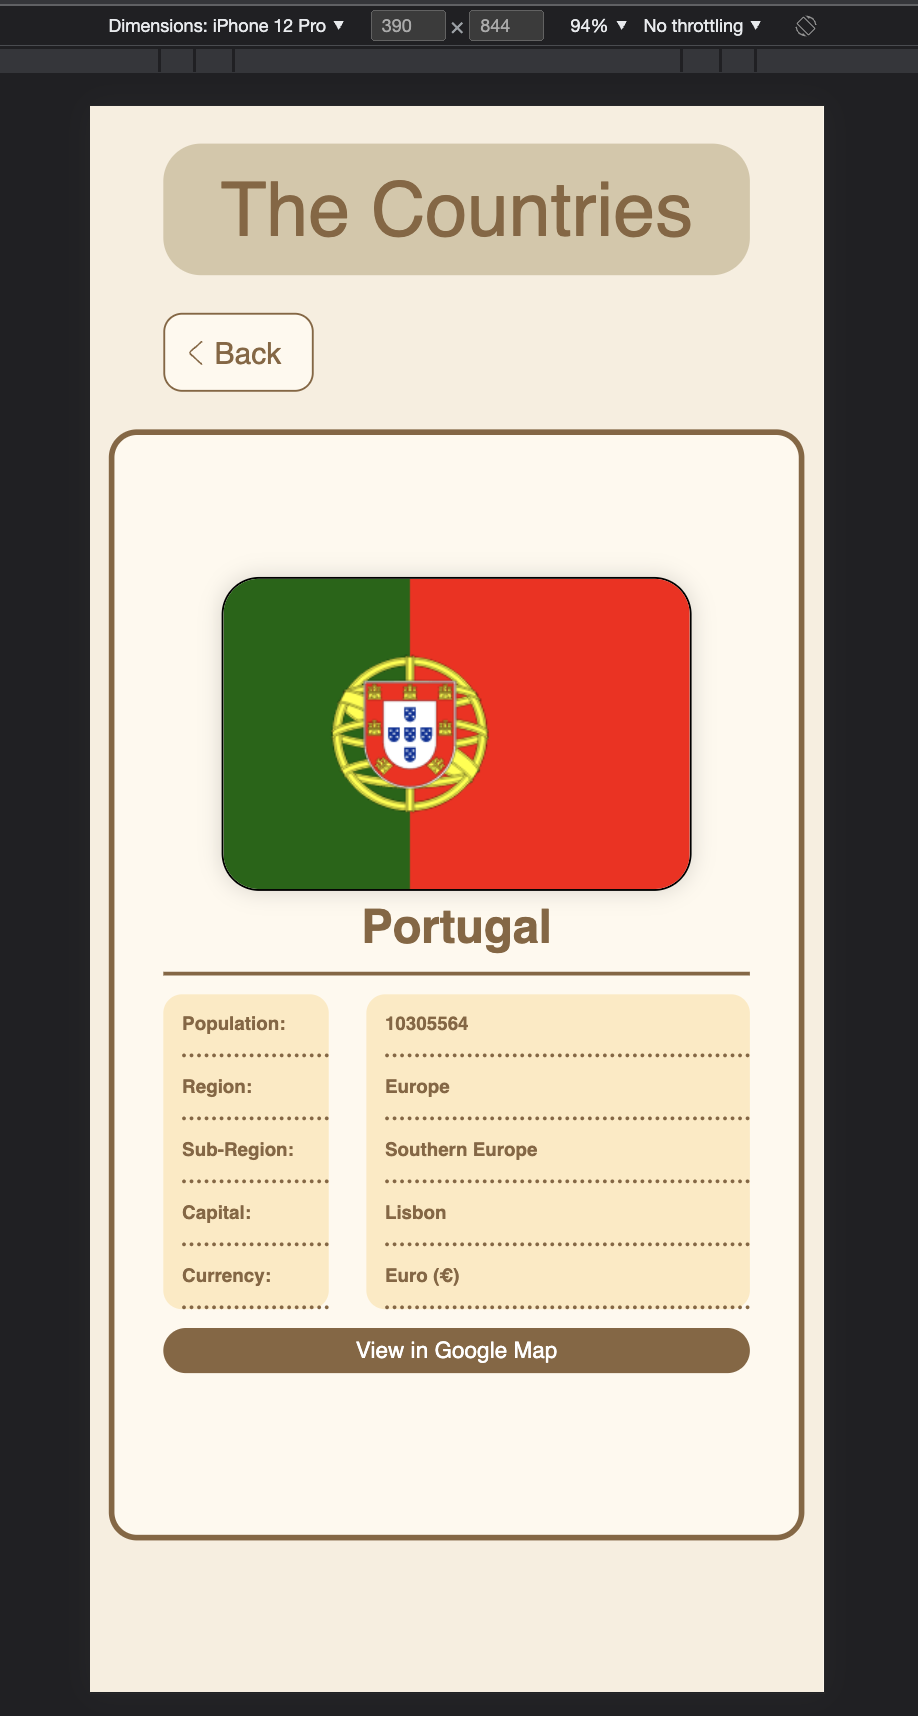 Dimensions: iPhone 12 Pro ▼ 390 × 844 94% ▼ No throttling ▼
The Countries
Back
Portugal
Population: 10305564
Region: Europe
Sub-Region: Southern Europe
Capital: Lisbon
Currency: Euro (€)
View in Google Map